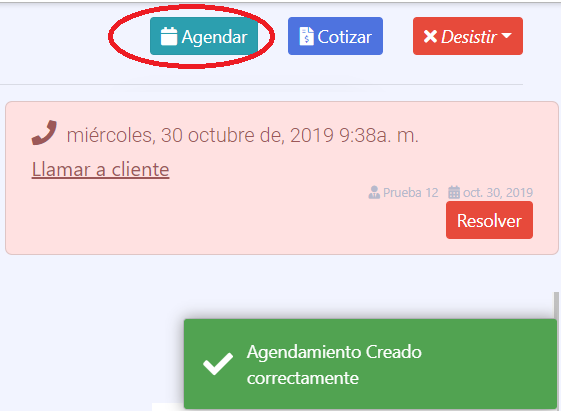 Agendar Cotizar Desistir
miércoles, 30 octubre de, 2019 9:38a. m.
Llamar a cliente
Prueba 12 oct. 30, 2019
Resolver
Agendamiento Creado
correctamente